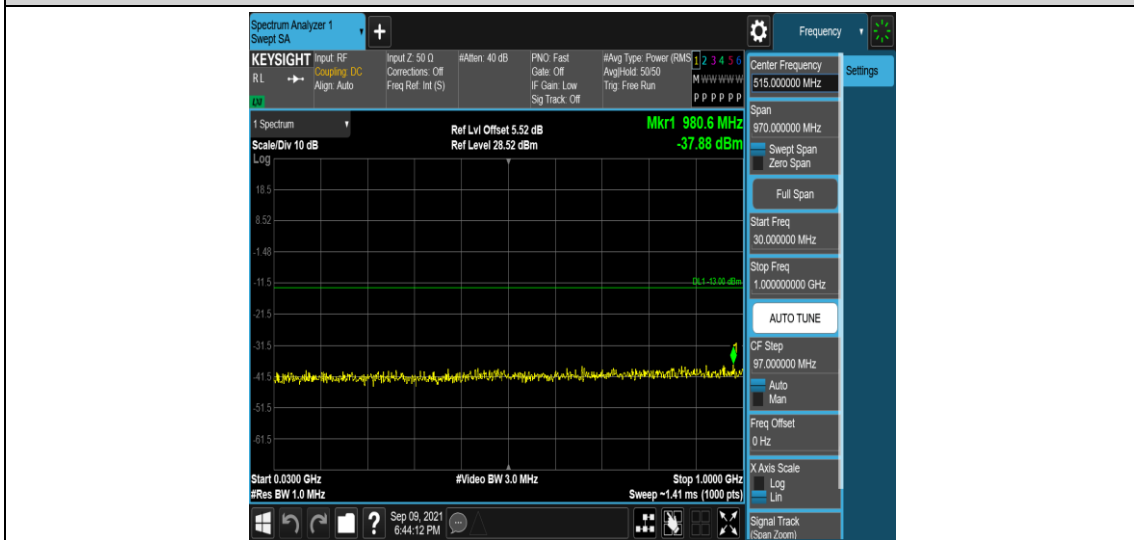 Spectrum Analyzer 1
Swept SA
+
Frequency
KEYSIGHT
RL
LXI
Input: RF
Coupling: DC
Align: Auto
Input Z: 50 Ω
Corrections: Off
Freq Ref: Int (S)
#Atten: 40 dB
PNO: Fast
Gate: Off
IF Gain: Low
Sig Track: Off
#Avg Type: Power (RMS
Avg|Hold: 50/50
Trig: Free Run
1 2 3 4 5 6
M W W W W W
P P P P P P
1 Spectrum
Scale/Div 10 dB
Ref Lvl Offset 5.52 dB
Ref Level 28.52 dBm
Mkr1 980.6 MHz
-37.88 dBm
Log
18.5
8.52
-1.48
-11.5
-21.5
-31.5
-41.5
-51.5
-61.5
DL1 -13.00 dBm
1
Start 0.0300 GHz
#Res BW 1.0 MHz
#Video BW 3.0 MHz
Stop 1.0000 GHz
Sweep ~1.41 ms (1000 pts)
?
Sep 09, 2021
6:44:12 PM
Center Frequency
515.000000 MHz
Settings
Span
970.000000 MHz
Swept Span
Zero Span
Full Span
Start Freq
30.000000 MHz
Stop Freq
1.000000000 GHz
AUTO TUNE
CF Step
97.000000 MHz
Auto
Man
Freq Offset
0 Hz
X Axis Scale
Log
Lin
Signal Track
(Span Zoom)